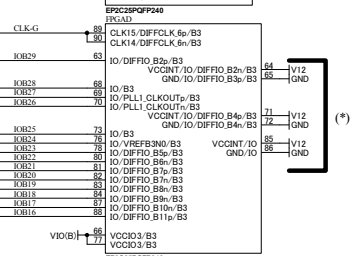 EP2C25PQFP240
FPGAD
CLK-G 89 CLK15/DIFFCLK_6p/B3
90 CLK14/DIFFCLK_6n/B3
IOB29 63 IO/DIFFIO_B2p/B3
VCCINT/IO/DIFFIO_B2n/B3 64 V12
GND/IO/DIFFIO_B3p/B3 65 GND
IOB28 68 IO/B3
IOB27 69 IO/PLL1_CLKOUTp/B3
IOB26 70 IO/PLL1_CLKOUTn/B3
VCCINT/IO/DIFFIO_B4p/B3 71 V12
GND/IO/DIFFIO_B4n/B3 72 GND
(*)
IOB25 73 IO/B3
IOB24 76 IO/VREFB3N0/B3 VCCINT/IO 85 V12
IOB23 78 IO/DIFFIO_B5p/B3 GND/IO 86 GND
IOB22 80 IO/DIFFIO_B6n/B3
IOB21 81 IO/DIFFIO_B7p/B3
IOB20 82 IO/DIFFIO_B7n/B3
IOB19 83 IO/DIFFIO_B8n/B3
IOB18 84 IO/DIFFIO_B9n/B3
IOB17 87 IO/DIFFIO_B10n/B3
IOB16 88 IO/DIFFIO_B11p/B3
VIO(B) 66 VCCIO3/B3
77 VCCIO3/B3